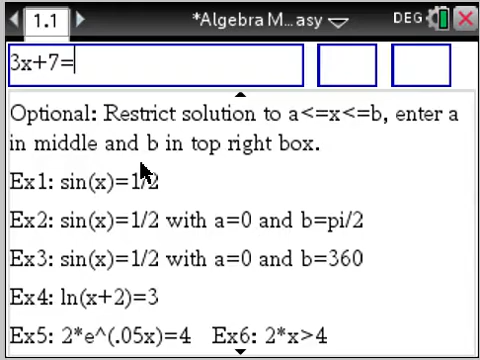 1.1 *Algebra M...asy DEG
3x+7=
Optional: Restrict solution to a<=x<=b, enter a
in middle and b in top right box.
Ex1: sin(x)=1/2
Ex2: sin(x)=1/2 with a=0 and b=pi/2
Ex3: sin(x)=1/2 with a=0 and b=360
Ex4: ln(x+2)=3
Ex5: 2*e^(.05x)=4 Ex6: 2*x>4